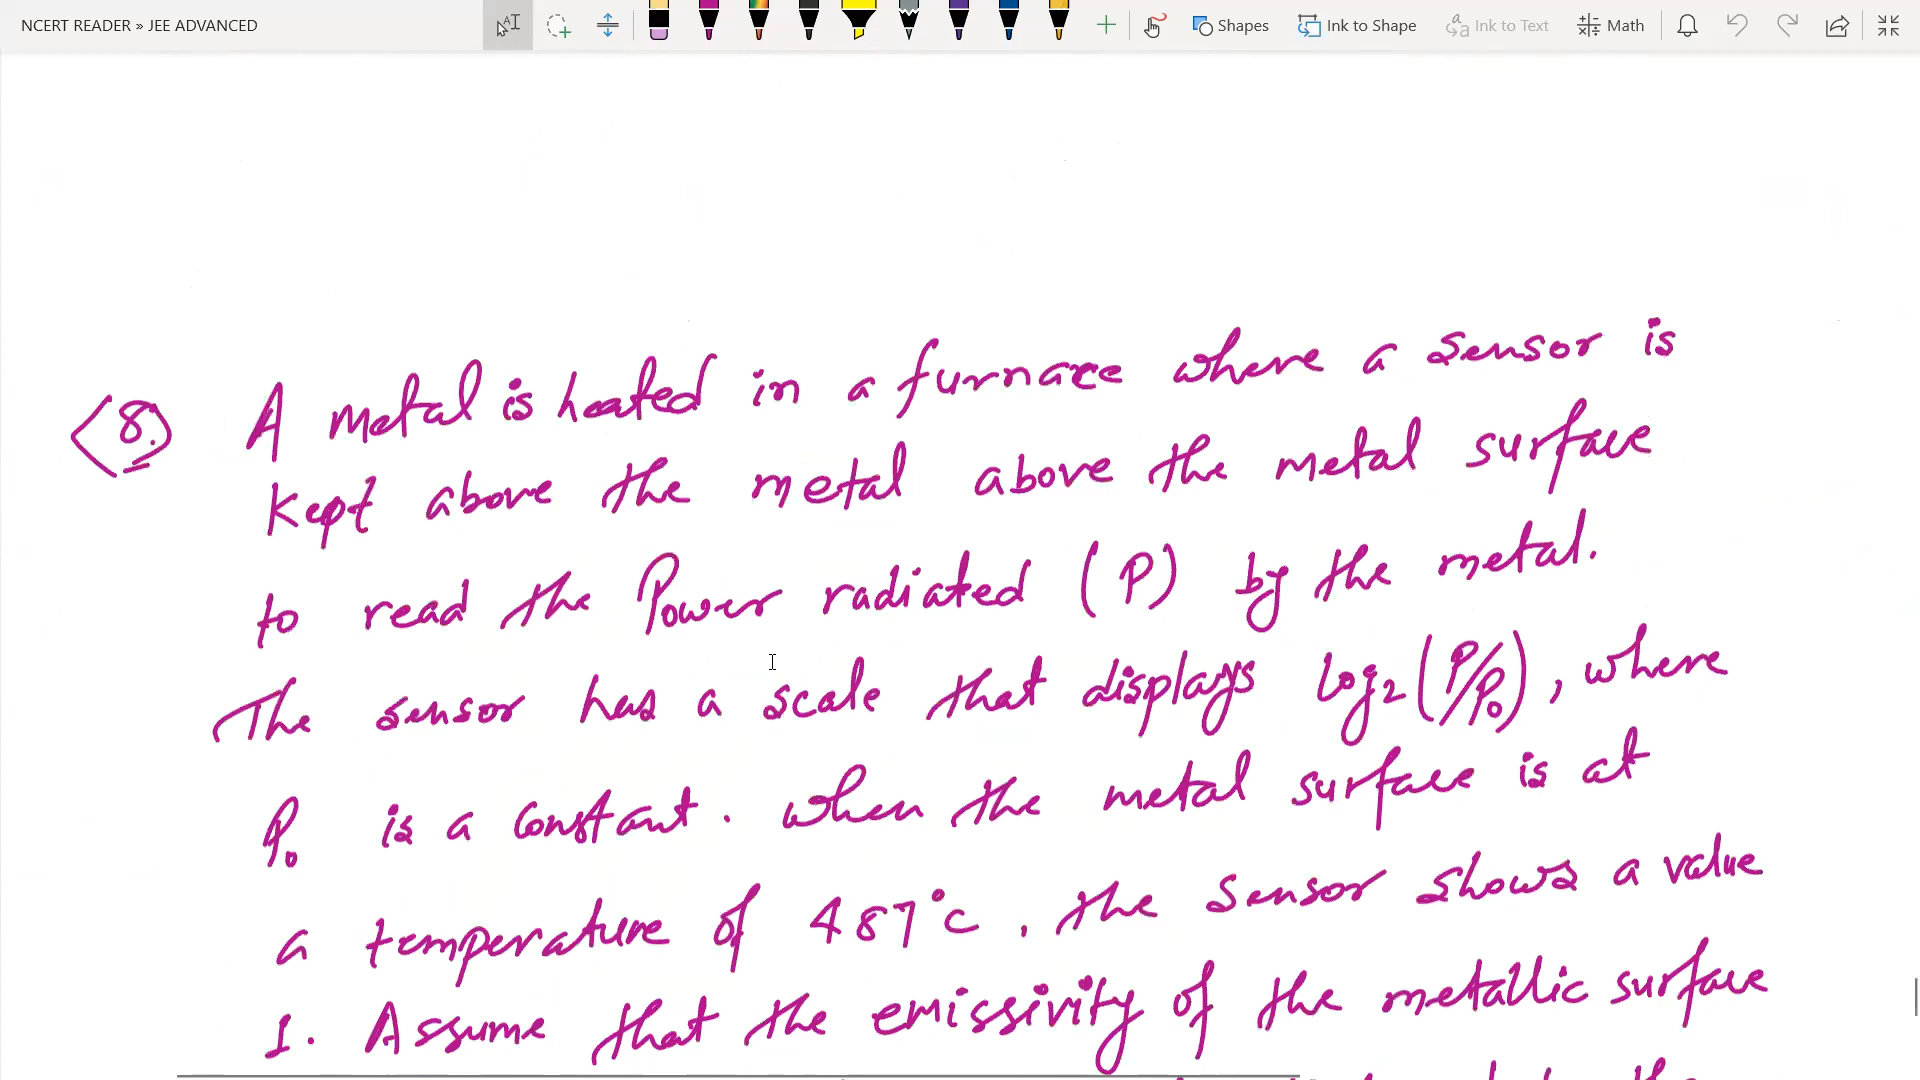 NCERT READER » JEE ADVANCED
Shapes Ink to Shape Ink to Text Math
8. A metal is heated in a furnace where a sensor is
kept above the metal above the metal surface
to read the Power radiated (P) by the metal.
The sensor has a scale that displays log₂(P/P₀), where
P₀ is a constant. when the metal surface is at
a temperature of 487°C, the sensor shows a value
1. Assume that the emissivity of the metallic surface